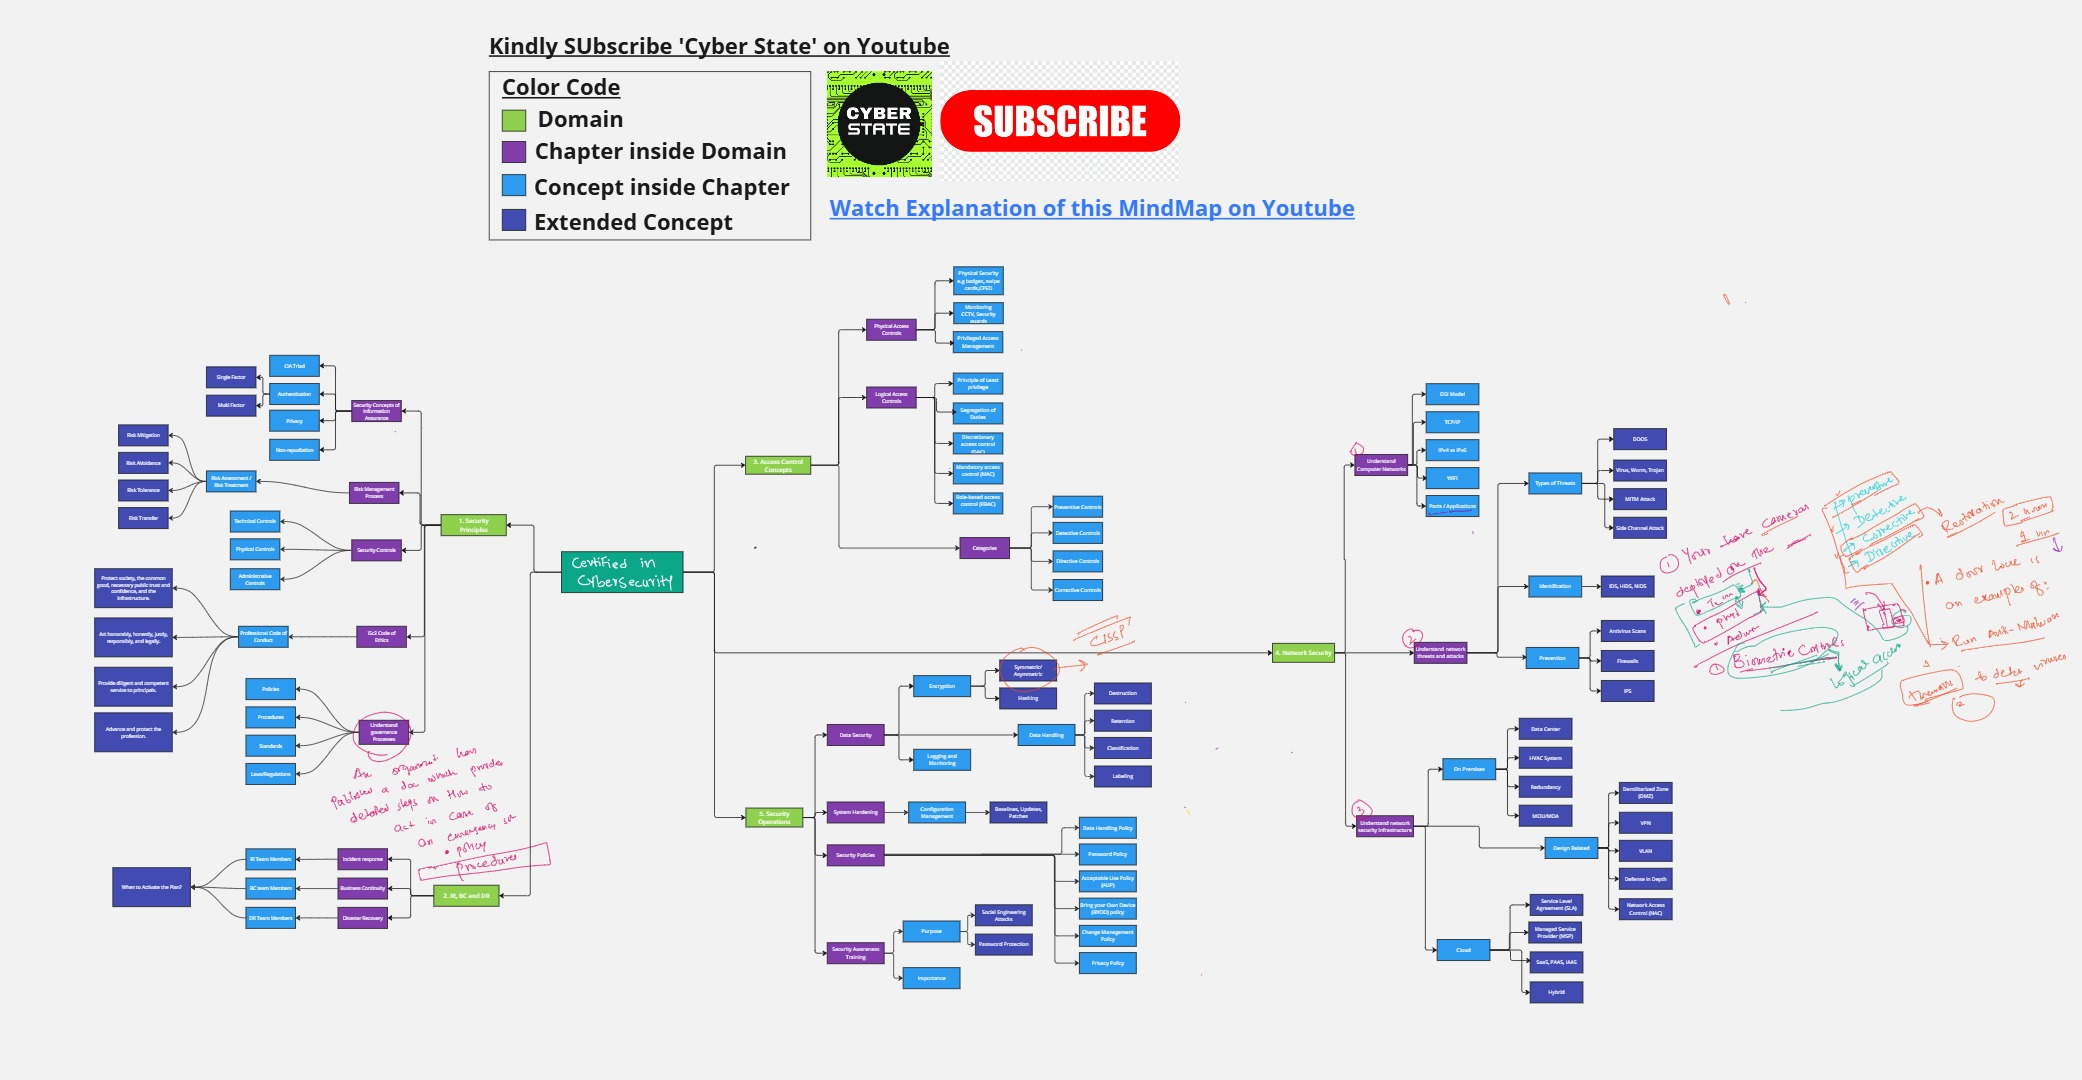 Kindly SUbscribe 'Cyber State' on Youtube
Color Code
Domain
Chapter inside Domain
Concept inside Chapter
Extended Concept
CYBER
STATE
SUBSCRIBE
Watch Explanation of this MindMap on Youtube
Certified in
Cybersecurity
1. Security
Principles
Security Concepts of
Information
Assurance
CIA Triad
Authentication
Privacy
Non-repudiation
Single Factor
Multi Factor
Risk Management
Process
Risk Assessment /
Risk Treatment
Risk Mitigation
Risk Avoidance
Risk Tolerance
Risk Transfer
Security Controls
Technical Controls
Physical Controls
Administrative
Controls
ISc2 Code of
Ethics
Professional Code of
Conduct
Protect society, the common
good, necessary public trust and
confidence, and the
infrastructure.
Act honorably, honestly, justly,
responsibly, and legally.
Provide diligent and competent
service to principals.
Advance and protect the
profession.
Understand
governance
Processes
Policies
Procedures
Standards
Laws/Regulations
published a doc which
detailed steps on How to
act in case of
an emergency
• policy
Procedures
2. IR, BC and DR
Incident response
Business Continuity
Disaster Recovery
IR Team Members
BC team Members
DR Team Members
When to Activate the Plan?
3. Access Control
Concepts
Physical Access
Controls
Physical Security
e.g badges, swipe
cards,CPED
Monitoring
CCTV, Security
guards
Privileged Access
Management
Logical Access
Controls
Principle of Least
privilege
Segregation of
Duties
Discretionary
access control
(DAC)
Mandatory access
control (MAC)
Role-based access
control (RBAC)
Categories
Preventive Controls
Detective Controls
Directive Controls
Corrective Controls
CISSP
5. Security
Operations
Data Security
Encryption
Symmetric/
Asymmetric
Hashing
Data Handling
Destruction
Retention
Classification
Labeling
Logging and
Monitoring
System Hardening
Configuration
Management
Baselines, Updates,
Patches
Security Policies
Data Handling Policy
Password Policy
Acceptable Use Policy
(AUP)
Bring your Own Device
(BYOD) policy
Change Management
Policy
Privacy Policy
Security Awareness
Training
Purpose
Social Engineering
Attacks
Password Protection
Importance
4. Network Security
1
Understand
Computer Networks
OSI Model
TCP/IP
IPv4 vs IPv6
WiFi
Ports / Applications
2
Understand network
threats and attacks
Types of Threats
DDOS
Virus, Worm, Trojan
MITM Attack
Side Channel Attack
Identification
IDS, HIDS, NIDS
Prevention
Antivirus Scans
Firewalls
IPS
3
Understand network
security infrastructure
On Premises
Data Center
HVAC System
Redundancy
MOU/MOA
Design Related
Demilitarized Zone
(DMZ)
VPN
VLAN
Defense in Depth
Network Access
Control (NAC)
Cloud
Service Level
Agreement (SLA)
Managed Service
Provider (MSP)
SaaS, PAAS, IAAS
Hybrid
1 Your have Cameras
deployed on the
• phys
1 Biometric Controls
Logical access
preventive
Detective
Corrective
Directive
Restoration
• A door lock is
an example of:
Run Anti-Malware
to detect viruses
2